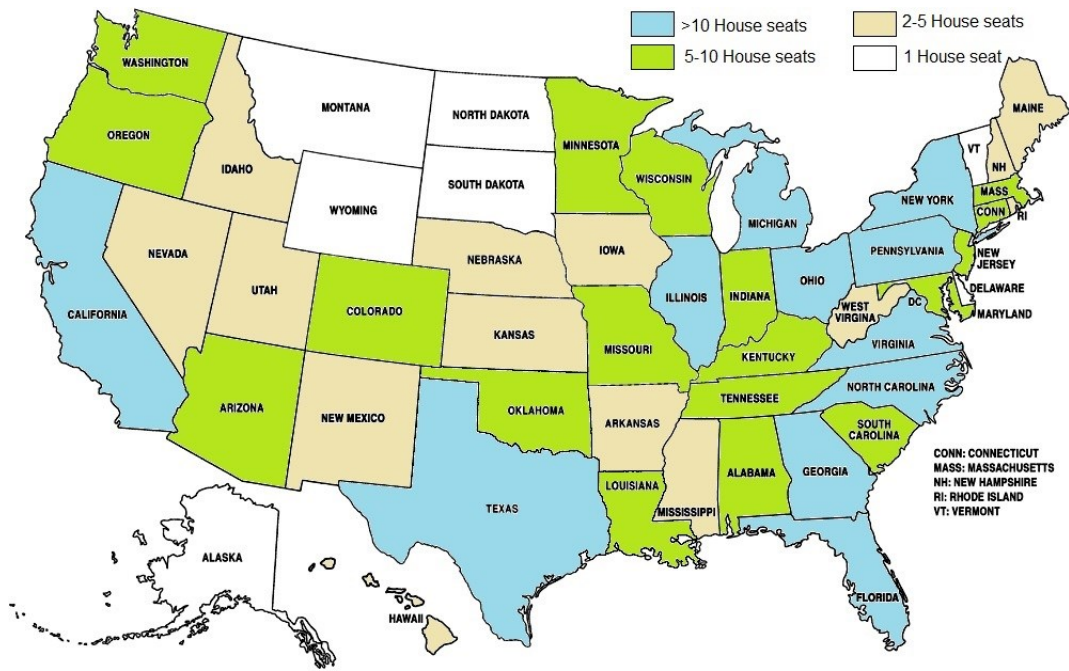 >10 House seats
2-5 House seats
5-10 House seats
1 House seat
WASHINGTON
OREGON
MONTANA
NORTH DAKOTA
MINNESOTA
MAINE
IDAHO
SOUTH DAKOTA
WISCONSIN
VT
NH
WYOMING
MICHIGAN
NEW YORK
MASS
CONN
RI
NEVADA
NEBRASKA
IOWA
PENNSYLVANIA
NEW
JERSEY
UTAH
ILLINOIS
INDIANA
OHIO
DELAWARE
CALIFORNIA
COLORADO
KANSAS
MISSOURI
WEST
VIRGINA
DC
MARYLAND
KENTUCKY
VIRGINIA
ARIZONA
NEW MEXICO
OKLAHOMA
ARKANSAS
TENNESSEE
NORTH CAROLINA
SOUTH
CAROLINA
TEXAS
LOUISIANA
MISSISSIPPI
ALABAMA
GEORGIA
CONN: CONNECTICUT
MASS: MASSACHUSETTS
NH: NEW HAMPSHIRE
RI: RHODE ISLAND
VT: VERMONT
ALASKA
HAWAII
FLORIDA